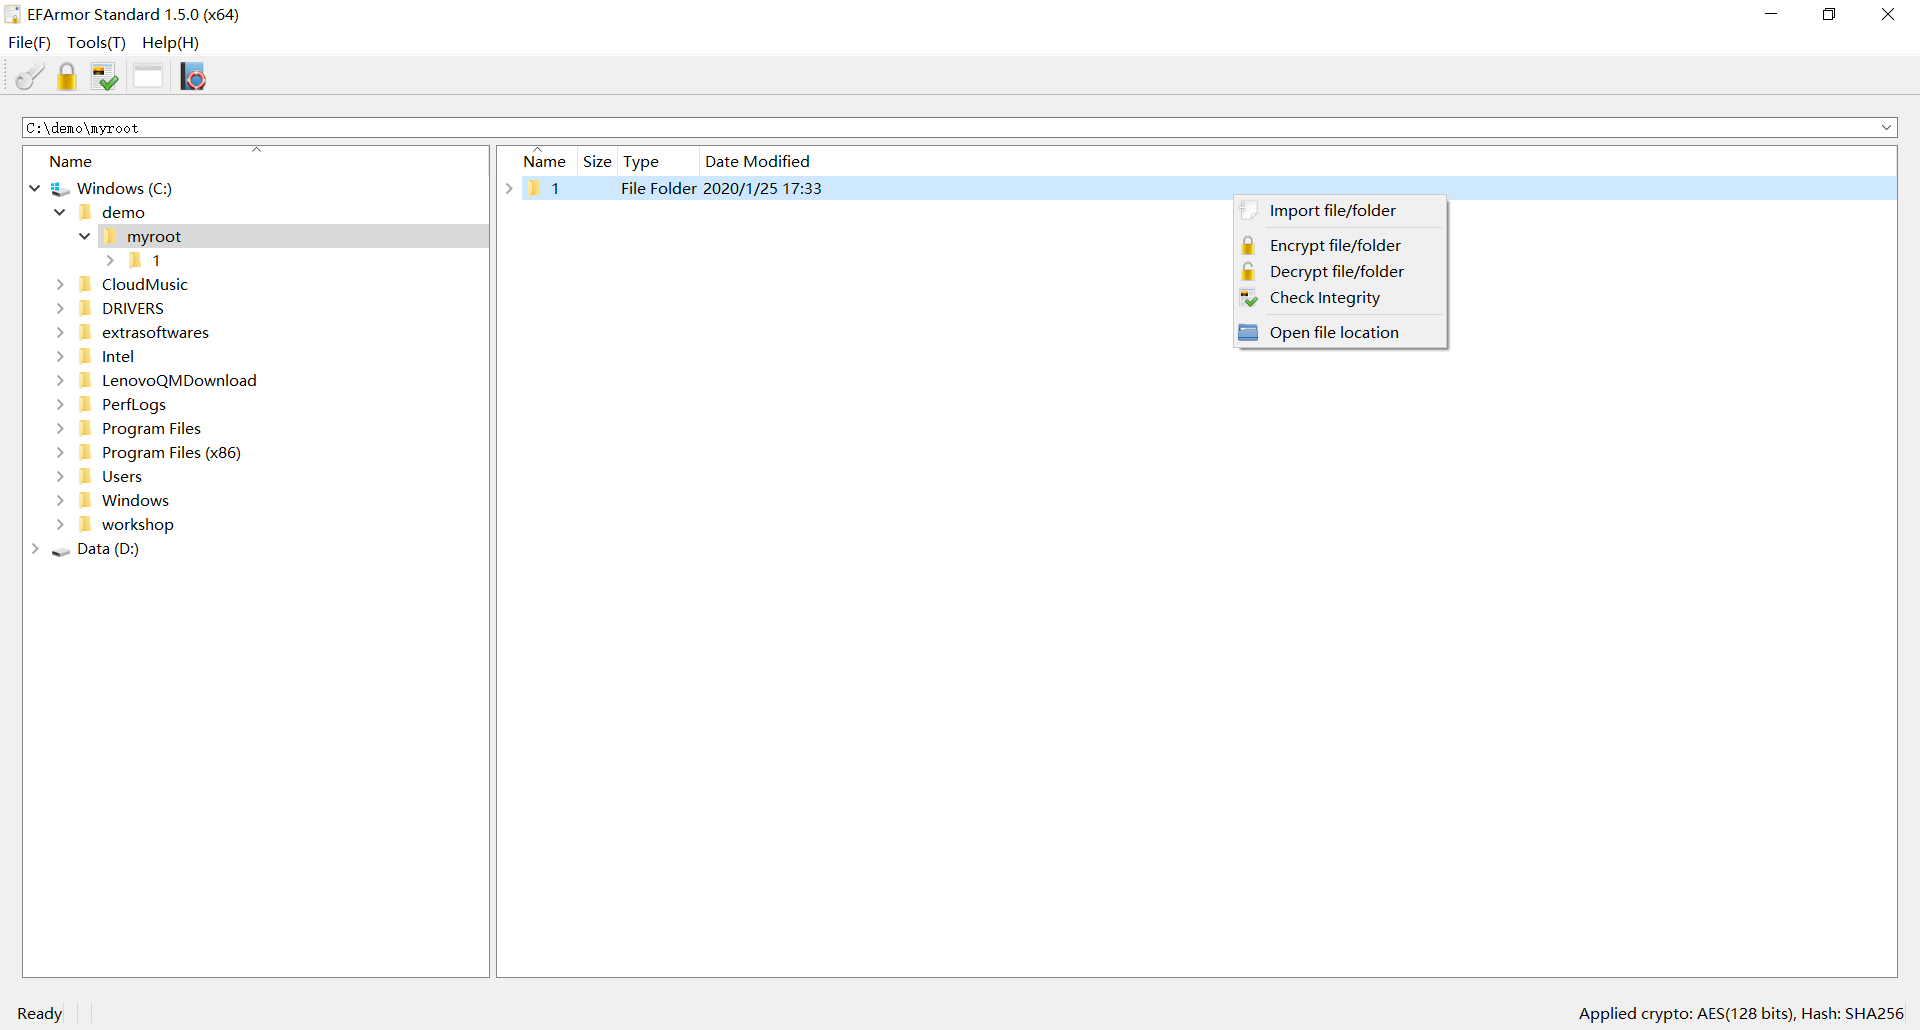 EFArmor Standard 1.5.0 (x64)
File(F) Tools(T) Help(H)
C:\demo\myroot
Name
Windows (C:)
demo
myroot
1
CloudMusic
DRIVERS
extrasoftwares
Intel
LenovoQMDownload
PerfLogs
Program Files
Program Files (x86)
Users
Windows
workshop
Data (D:)
Name Size Type Date Modified
1 File Folder 2020/1/25 17:33
Import file/folder
Encrypt file/folder
Decrypt file/folder
Check Integrity
Open file location
Ready
Applied crypto: AES(128 bits), Hash: SHA256